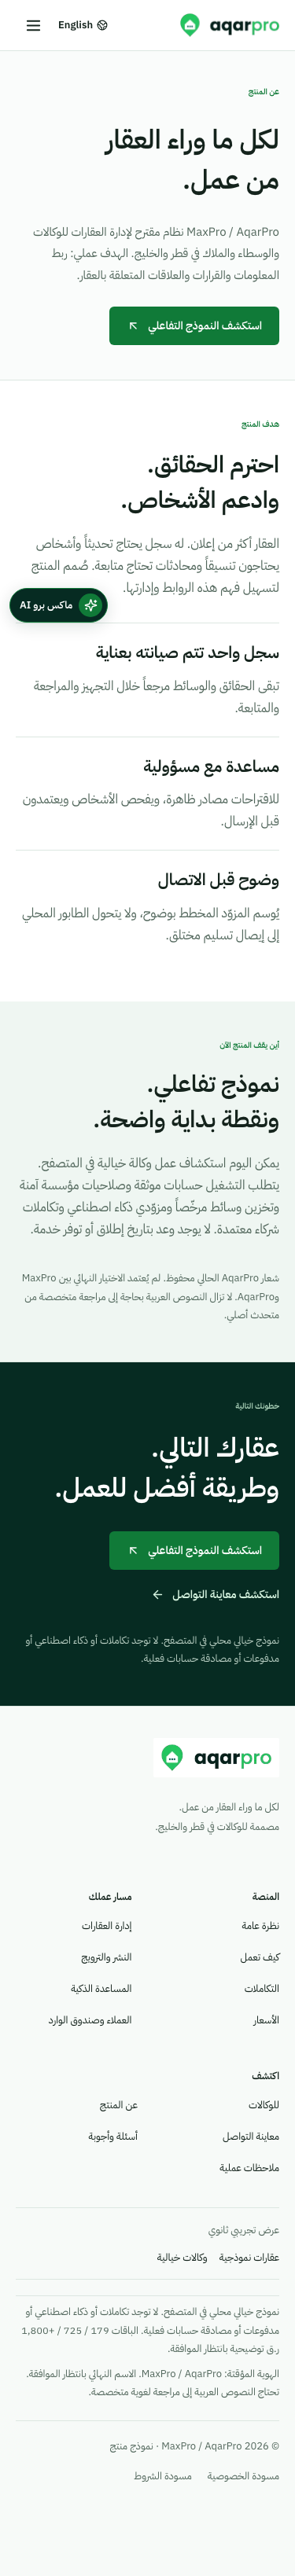 English
aqarpro
عن المنتج
لكل ما وراء العقار
من عمل.
MaxPro / AqarPro نظام مقترح لإدارة العقارات للوكالات
والوسطاء والملاك في قطر والخليج. الهدف عملي: ربط
المعلومات والقرارات والعلاقات المتعلقة بالعقار.
استكشف النموذج التفاعلي
هدف المنتج
احترم الحقائق.
وادعم الأشخاص.
العقار أكثر من إعلان. له سجل يحتاج تحديثاً وأشخاص
يحتاجون تنسيقاً ومحادثات تحتاج متابعة. صُمم المنتج
لتسهيل فهم هذه الروابط وإدارتها.
ماكس برو AI
سجل واحد تتم صيانته بعناية
تبقى الحقائق والوسائط مرجعاً خلال التجهيز والمراجعة
والمتابعة.
مساعدة مع مسؤولية
للاقتراحات مصادر ظاهرة، ويفحص الأشخاص ويعتمدون
قبل الإرسال.
وضوح قبل الاتصال
يُوسم المزوّد المخطط بوضوح، ولا يتحول الطابور المحلي
إلى إيصال تسليم مختلق.
أين يقف المنتج الآن
نموذج تفاعلي.
ونقطة بداية واضحة.
يمكن اليوم استكشاف عمل وكالة خيالية في المتصفح.
يتطلب التشغيل حسابات موثقة وصلاحيات مؤسسة آمنة
وتخزين وسائط مرخّصاً ومزودي ذكاء اصطناعي وتكاملات
شركاء معتمدة. لا يوجد وعد بتاريخ إطلاق أو توفر خدمة.
شعار AqarPro الحالي محفوظ. لم يُعتمد الاختيار النهائي بين MaxPro
وAqarPro. لا تزال النصوص العربية بحاجة إلى مراجعة متخصصة من
متحدث أصلي.
خطوتك التالية
عقارك التالي.
وطريقة أفضل للعمل.
استكشف النموذج التفاعلي
استكشف معاينة التواصل
نموذج خيالي محلي في المتصفح. لا توجد تكاملات أو ذكاء اصطناعي أو
مدفوعات أو مصادقة حسابات فعلية.
aqarpro
لكل ما وراء العقار من عمل.
مصممة للوكالات في قطر والخليج.
المنصة
نظرة عامة
كيف تعمل
التكاملات
الأسعار
مسار عملك
إدارة العقارات
النشر والترويج
المساعدة الذكية
العملاء وصندوق الوارد
اكتشف
للوكالات
معاينة التواصل
ملاحظات عملية
عن المنتج
أسئلة وأجوبة
عرض تجريبي ثانوي
عقارات نموذجية وكالات خيالية
نموذج خيالي محلي في المتصفح. لا توجد تكاملات أو ذكاء اصطناعي أو
مدفوعات أو مصادقة حسابات فعلية. الباقات 179 / 725 / +1,800
ر.ق توضيحية بانتظار الموافقة.
الهوية المؤقتة: MaxPro / AqarPro. الاسم النهائي بانتظار الموافقة.
تحتاج النصوص العربية إلى مراجعة لغوية متخصصة.
© 2026 MaxPro / AqarPro · نموذج منتج
مسودة الخصوصية مسودة الشروط